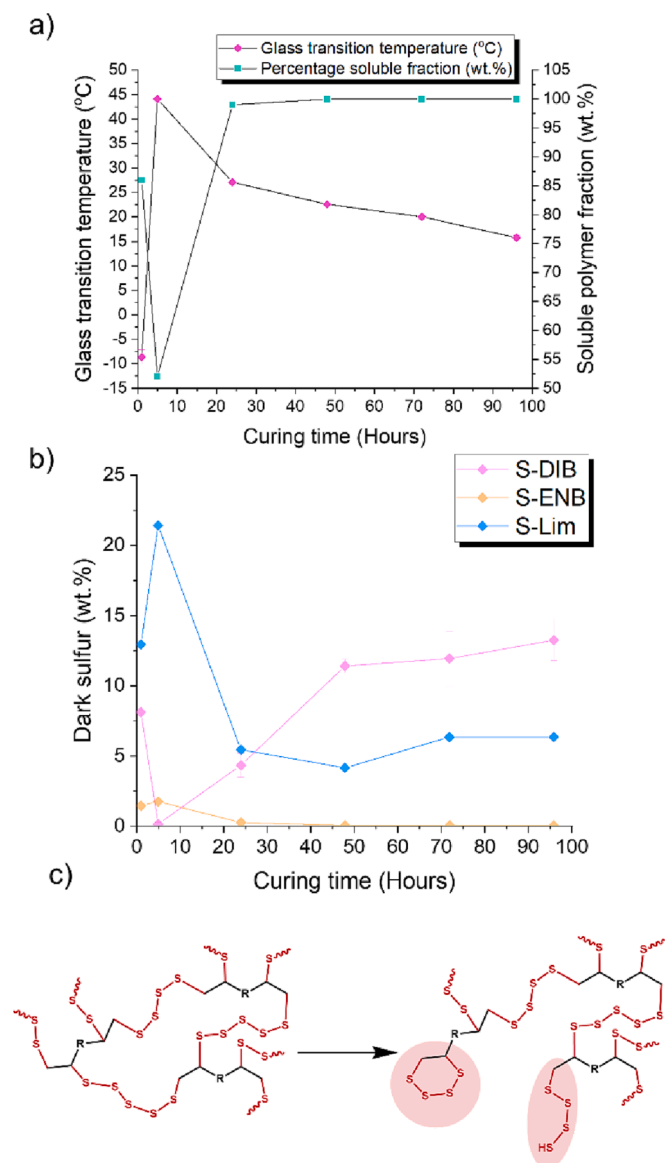 a)
Glass transition temperature (ºC)
Percentage soluble fraction (wt.%)
Glass transition temperature (ºC)
50
45
40
35
30
25
20
15
10
5
0
-5
-10
-15
105
100
95
90
85
80
75
70
65
60
55
50
Soluble polymer fraction (wt.%)
0 10 20 30 40 50 60 70 80 90 100
Curing time (Hours)
b)
S-DIB
S-ENB
S-Lim
Dark sulfur (wt.%)
25
20
15
10
5
0
0 10 20 30 40 50 60 70 80 90 100
Curing time (Hours)
c)
S S S S S S S S S S S S S S S S S S S S S S S S R R R
S S S S S S S S S S S S S S S S S S S S S S HS R R R